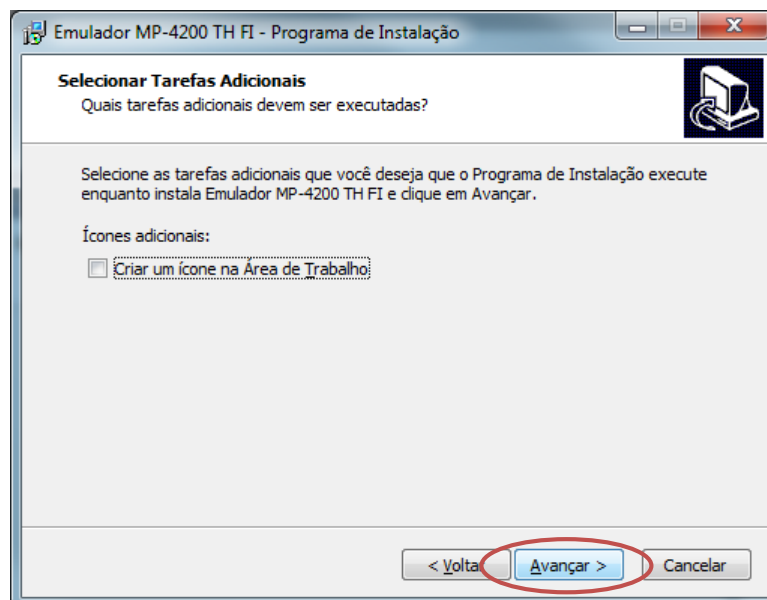 Emulador MP-4200 TH FI - Programa de Instalação
Selecionar Tarefas Adicionais
Quais tarefas adicionais devem ser executadas?
Selecione as tarefas adicionais que você deseja que o Programa de Instalação execute
enquanto instala Emulador MP-4200 TH FI e clique em Avançar.
Ícones adicionais:
Criar um ícone na Área de Trabalho
< Voltar Avançar > Cancelar